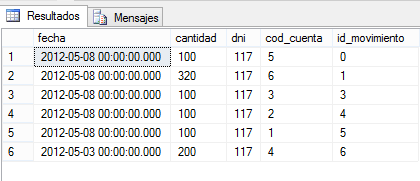 Resultados Mensajes
fecha cantidad dni cod_cuenta id_movimiento
1 2012-05-08 00:00:00.000 100 117 5 0
2 2012-05-08 00:00:00.000 320 117 6 1
3 2012-05-08 00:00:00.000 100 117 3 3
4 2012-05-08 00:00:00.000 100 117 2 4
5 2012-05-08 00:00:00.000 100 117 1 5
6 2012-05-03 00:00:00.000 200 117 4 6